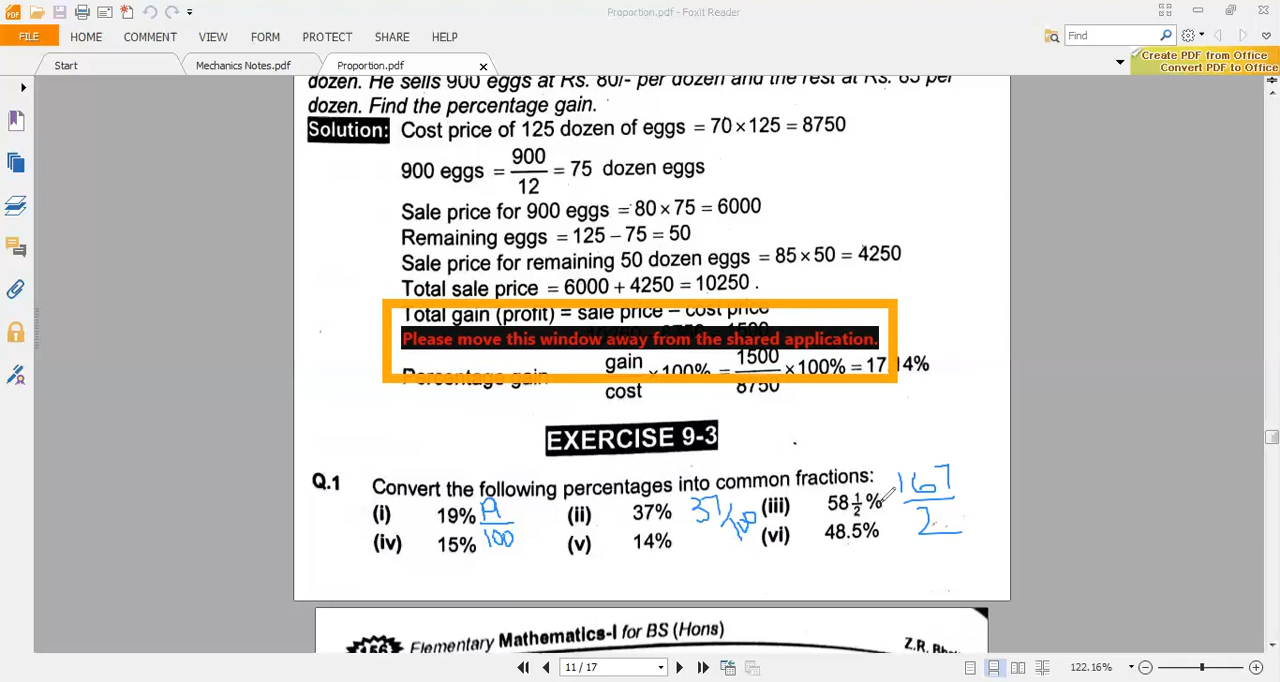 Proportion.pdf - Foxit Reader
FILE HOME COMMENT VIEW FORM PROTECT SHARE HELP Find
Create PDF from Office
Convert PDF to Office
Start Mechanics Notes.pdf Proportion.pdf
dozen. He sells 900 eggs at Rs. 80/- per dozen and the rest at Rs. 85 per
dozen. Find the percentage gain.
Solution: Cost price of 125 dozen of eggs = 70 × 125 = 8750
900 eggs = 900/12 = 75 dozen eggs
Sale price for 900 eggs = 80 × 75 = 6000
Remaining eggs = 125 – 75 = 50
Sale price for remaining 50 dozen eggs = 85 × 50 = 4250
Total sale price = 6000 + 4250 = 10250 .
Total gain (profit) = sale price – cost price
Please move this window away from the shared application.
Percentage gain gain/cost × 100% = 1500/8750 × 100% = 17.14%
EXERCISE 9-3
Q.1 Convert the following percentages into common fractions:
(i) 19% 19/100 (ii) 37% 37/100 (iii) 58 1/2 % 167/2
(iv) 15% (v) 14% (vi) 48.5%
156 Elementary Mathematics-I for BS (Hons) Z.R.
11 / 17 122.16%